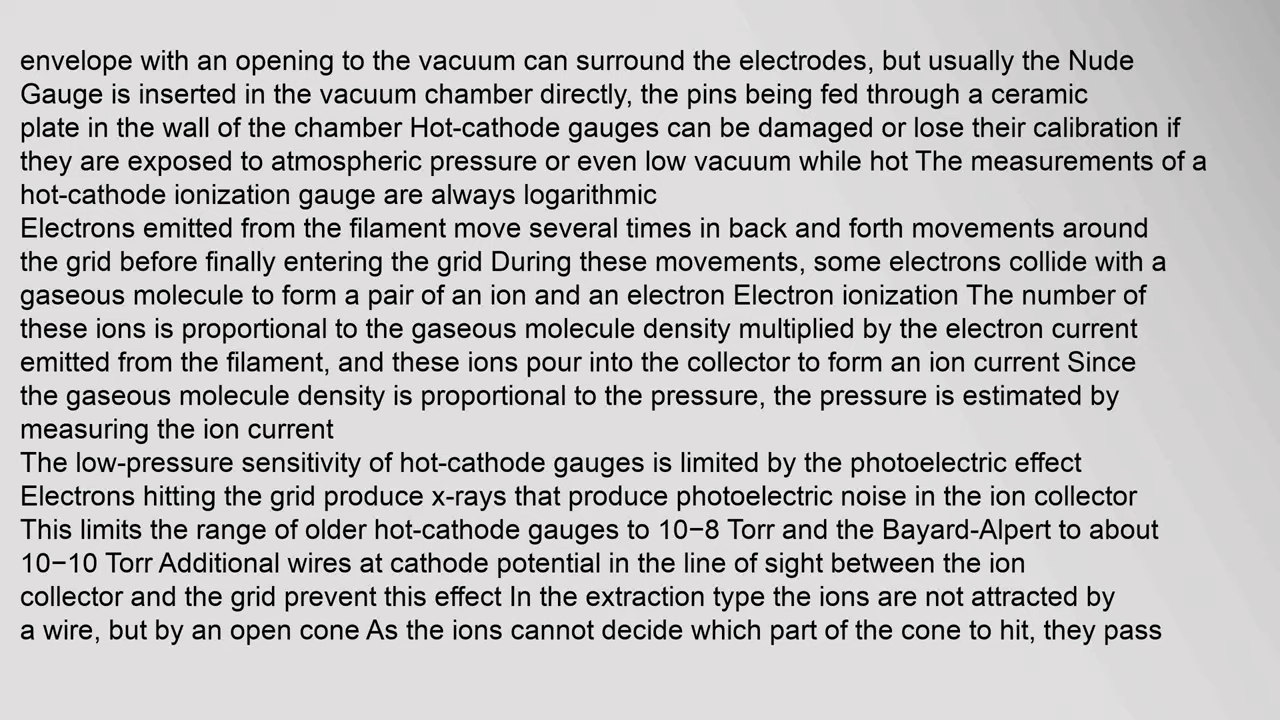 envelope with an opening to the vacuum can surround the electrodes, but usually the Nude
Gauge is inserted in the vacuum chamber directly, the pins being fed through a ceramic
plate in the wall of the chamber Hot-cathode gauges can be damaged or lose their calibration if
they are exposed to atmospheric pressure or even low vacuum while hot The measurements of a
hot-cathode ionization gauge are always logarithmic
Electrons emitted from the filament move several times in back and forth movements around
the grid before finally entering the grid During these movements, some electrons collide with a
gaseous molecule to form a pair of an ion and an electron Electron ionization The number of
these ions is proportional to the gaseous molecule density multiplied by the electron current
emitted from the filament, and these ions pour into the collector to form an ion current Since
the gaseous molecule density is proportional to the pressure, the pressure is estimated by
measuring the ion current
The low-pressure sensitivity of hot-cathode gauges is limited by the photoelectric effect
Electrons hitting the grid produce x-rays that produce photoelectric noise in the ion collector
This limits the range of older hot-cathode gauges to 10−8 Torr and the Bayard-Alpert to about
10−10 Torr Additional wires at cathode potential in the line of sight between the ion
collector and the grid prevent this effect In the extraction type the ions are not attracted by
a wire, but by an open cone As the ions cannot decide which part of the cone to hit, they pass